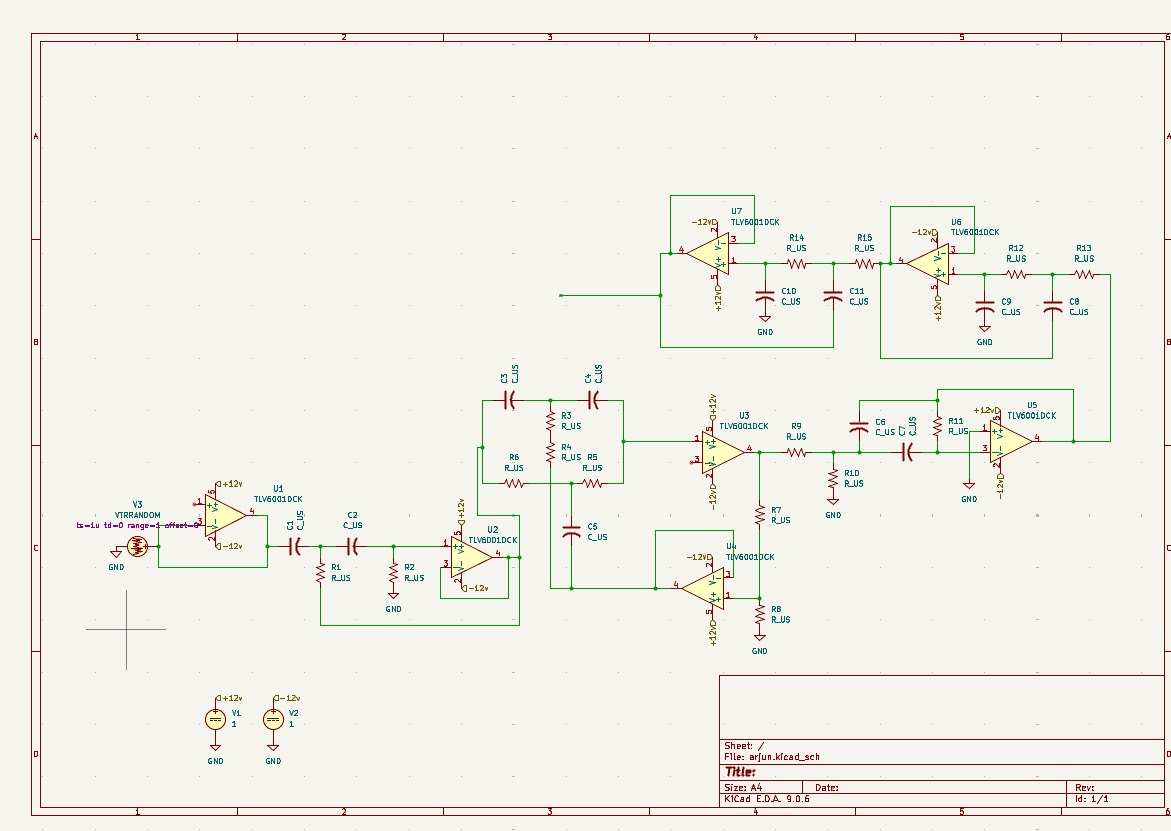 1 2 3 4 5 6
A
B
C
D
U7
TLV6001DCK
-12v
+12v
R14
R_US
R15
R_US
C10
C_US
C11
C_US
GND
U6
TLV6001DCK
-12v
+12v
R12
R_US
R13
R_US
C9
C_US
C8
C_US
GND
C3
C_US
C4
C_US
R3
R_US
R4
R_US
R5
R_US
R6
R_US
C5
C_US
U3
TLV6001DCK
+12v
-12v
R9
R_US
C6
C_US
C7
C_US
R10
R_US
GND
R11
R_US
U5
TLV6001DCK
+12v
-12v
GND
V3
VTRRANDOM
ts=1u td=0 range=1 offset=0
GND
U1
TLV6001DCK
+12v
-12v
C1
C_US
C2
C_US
R1
R_US
R2
R_US
GND
U2
TLV6001DCK
+12v
-12v
U4
TLV6001DCK
-12v
+12v
R7
R_US
R8
R_US
GND
+12v
V1
1
GND
-12v
V2
1
GND
Sheet: /
File: arjun.kicad_sch
Title:
Size: A4 Date: Rev:
KiCad E.D.A. 9.0.6 Id: 1/1
1 2 3 4 5 6